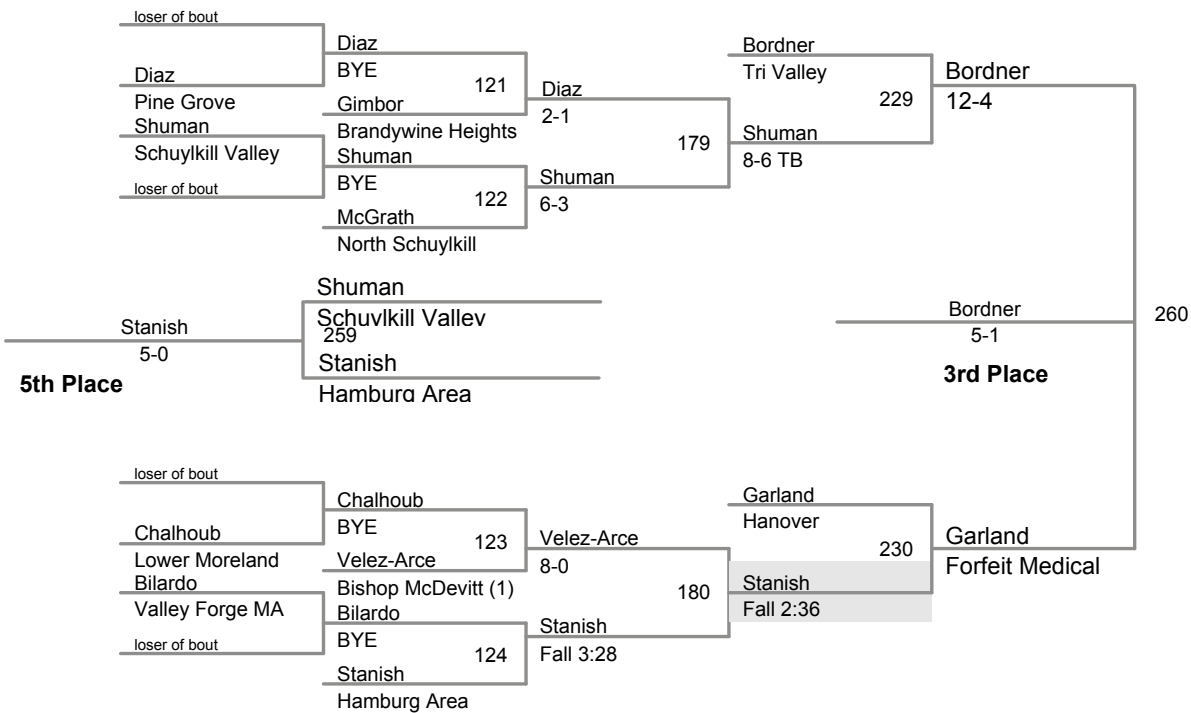 loser of bout
Diaz
Pine Grove
Shuman
Schuylkill Valley
loser of bout
Diaz
BYE
121
Gimbor
Brandywine Heights
Shuman
BYE
122
McGrath
North Schuylkill
Diaz
2-1
179
Shuman
6-3
Bordner
Tri Valley
229
Shuman
8-6 TB
Bordner
12-4
Shuman
Schuylkill Valley
259
Stanish
Hamburg Area
Stanish
5-0
5th Place
Bordner
5-1
3rd Place
260
loser of bout
Chalhoub
Lower Moreland
Bilardo
Valley Forge MA
loser of bout
Chalhoub
BYE
123
Velez-Arce
Bishop McDevitt (1)
Bilardo
BYE
124
Stanish
Hamburg Area
Velez-Arce
8-0
180
Stanish
Fall 3:28
Garland
Hanover
230
Stanish
Fall 2:36
Garland
Forfeit Medical